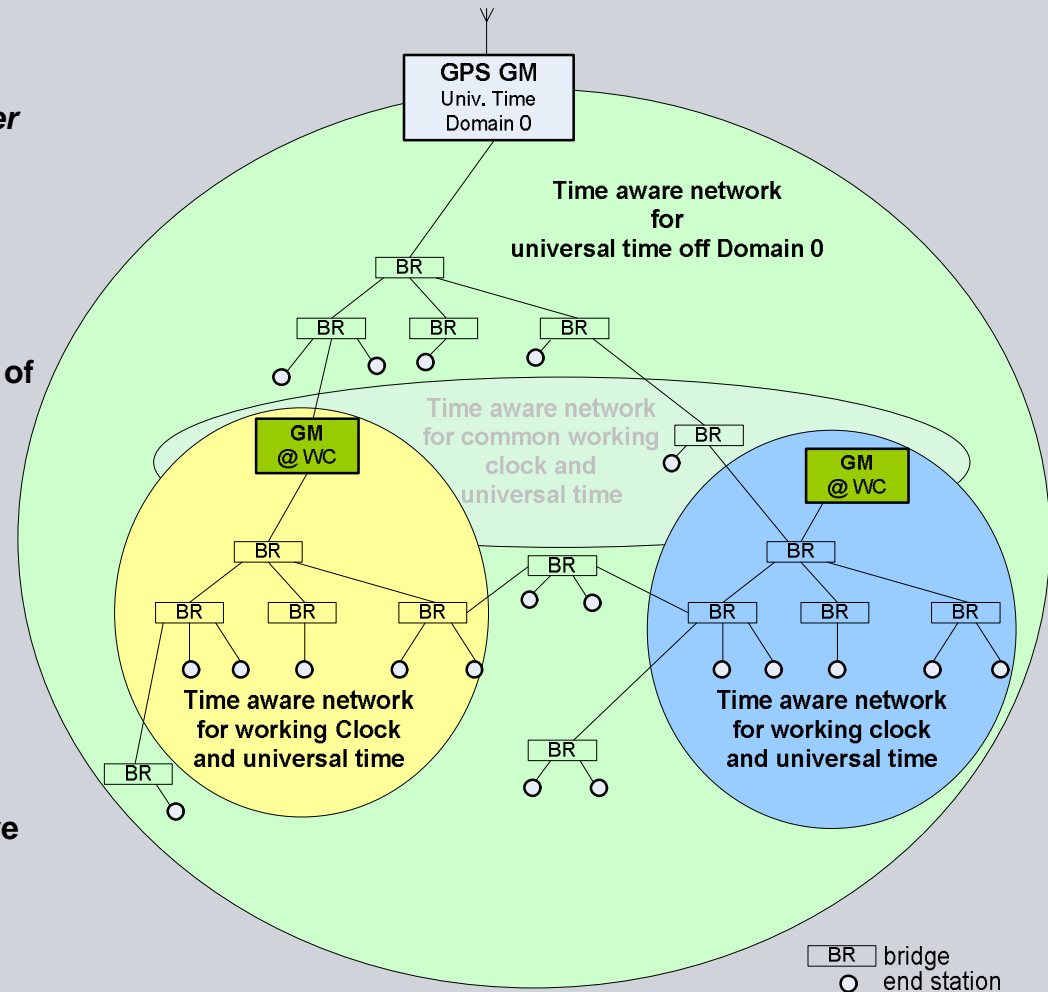 GPS GM
Univ. Time
Domain 0
er
Time aware network
for
universal time off Domain 0
BR
BR
BR
BR
of
Time aware network
for common working
clock and
universal time
BR
GM
@ WC
GM
@ WC
BR
BR
BR
BR
BR
BR
BR
BR
BR
Time aware network
for working Clock
and universal time
Time aware network
for working clock
and universal time
BR
BR
ve
BR bridge
end station